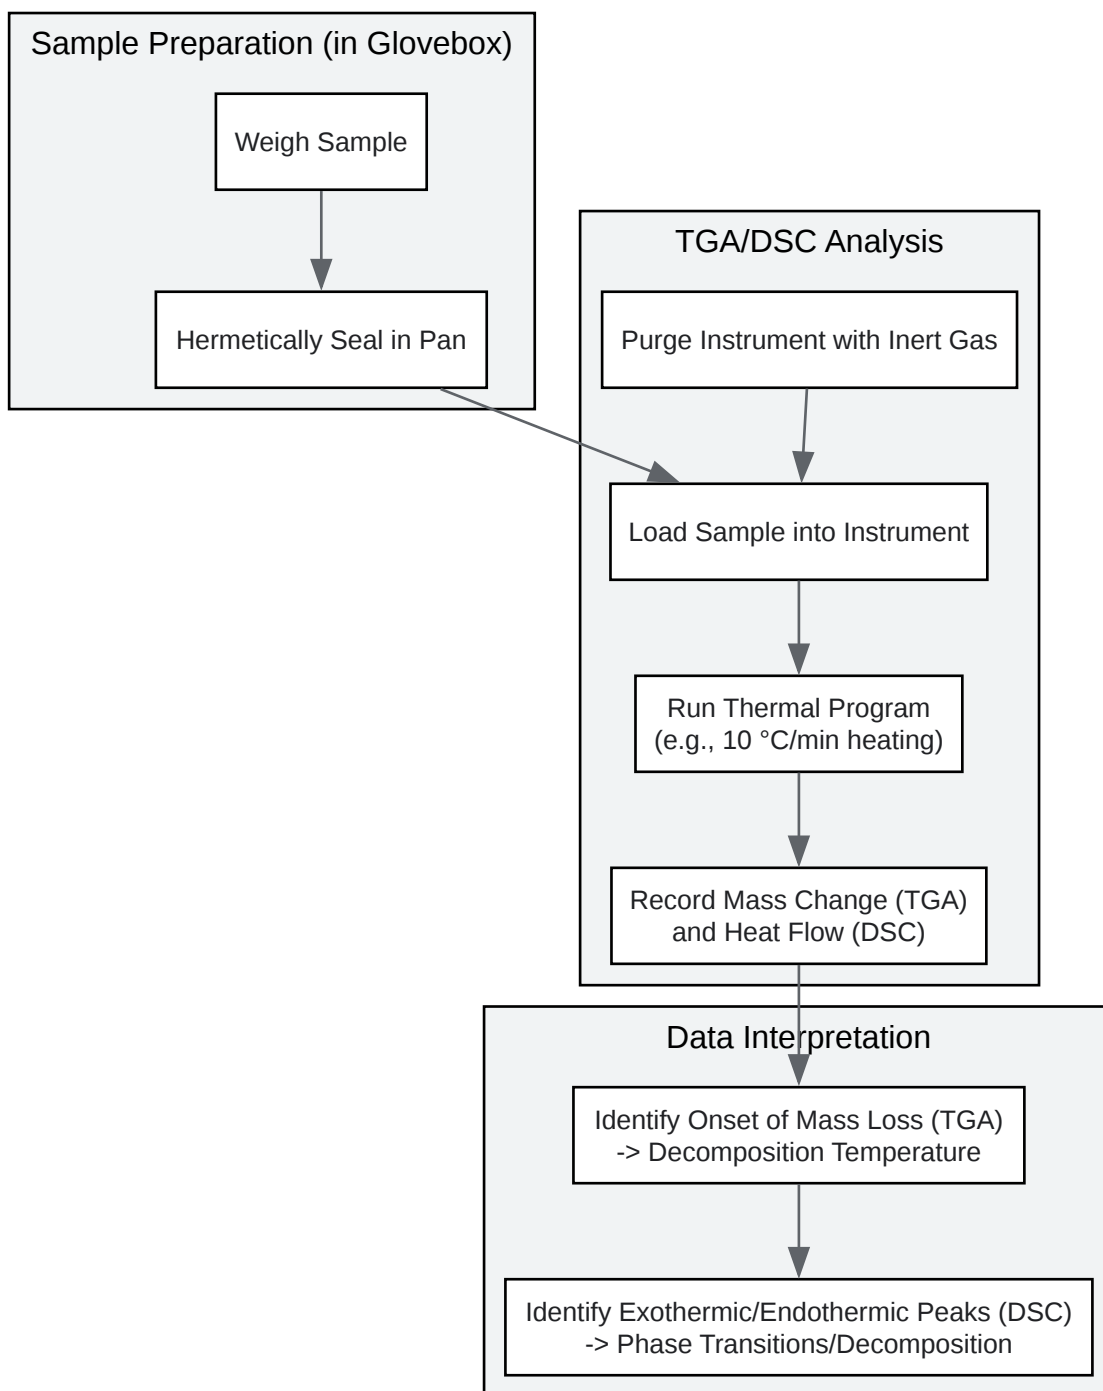 Sample Preparation (in Glovebox)
Weigh Sample
Hermetically Seal in Pan
TGA/DSC Analysis
Purge Instrument with Inert Gas
Load Sample into Instrument
Run Thermal Program
(e.g., 10 °C/min heating)
Record Mass Change (TGA)
and Heat Flow (DSC)
Data Interpretation
Identify Onset of Mass Loss (TGA)
-> Decomposition Temperature
Identify Exothermic/Endothermic Peaks (DSC)
-> Phase Transitions/Decomposition